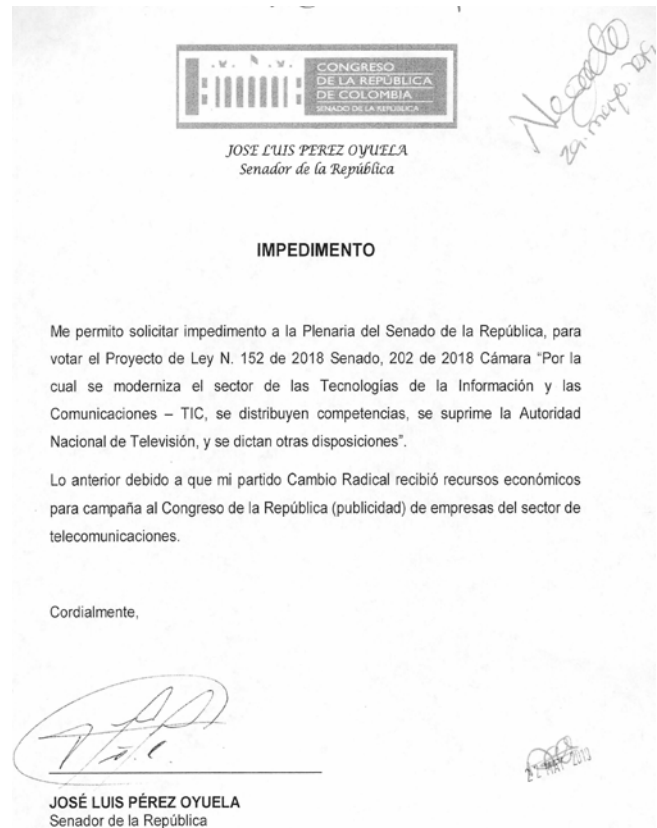 CONGRESO
DE LA REPÚBLICA
DE COLOMBIA
SENADO DE LA REPÚBLICA
Negado
JOSE LUIS PEREZ OYUELA
Senador de la República
IMPEDIMENTO
Me permito solicitar impedimento a la Plenaria del Senado de la República, para
votar el Proyecto de Ley N. 152 de 2018 Senado, 202 de 2018 Cámara “Por la
cual se moderniza el sector de las Tecnologías de la Información y las
Comunicaciones – TIC, se distribuyen competencias, se suprime la Autoridad
Nacional de Televisión, y se dictan otras disposiciones”.
Lo anterior debido a que mi partido Cambio Radical recibió recursos económicos
para campaña al Congreso de la República (publicidad) de empresas del sector de
telecomunicaciones.
Cordialmente,
JOSÉ LUIS PÉREZ OYUELA
Senador de la República